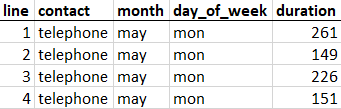 line contact month day_of_week duration
1 telephone may mon 261
2 telephone may mon 149
3 telephone may mon 226
4 telephone may mon 151